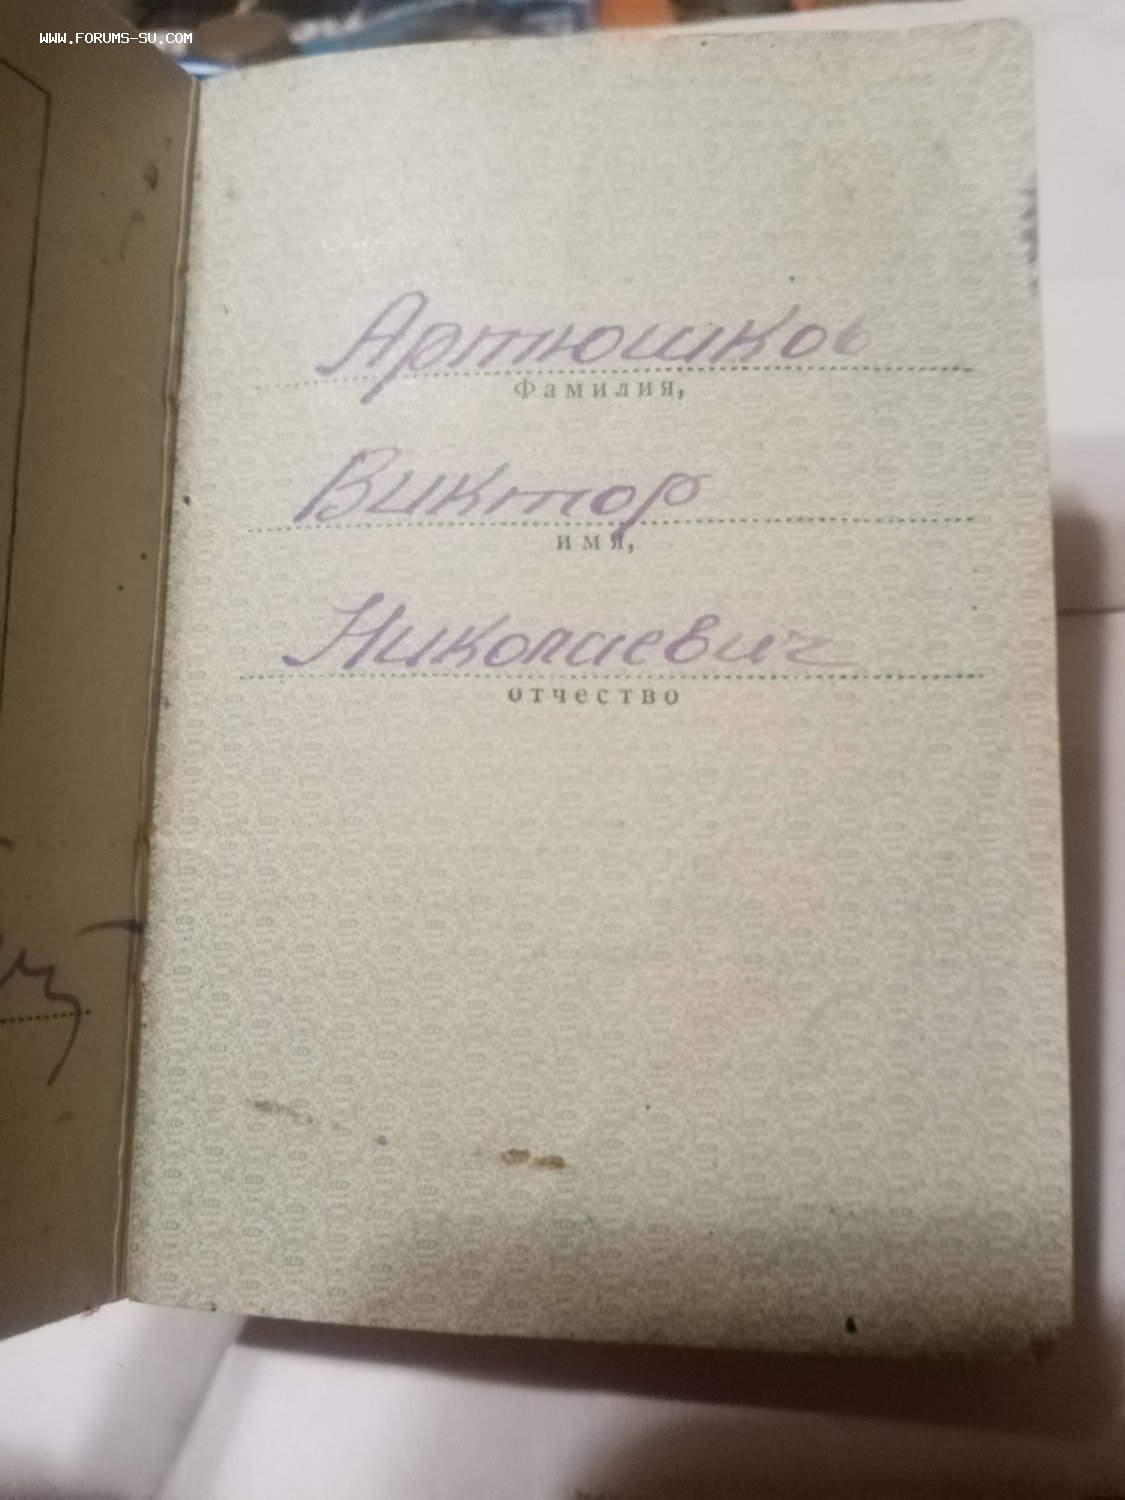 WWW.FORUMS-SU.COM
Артюшков
Фамилия,
Виктор
имя,
Николаевич
отчество